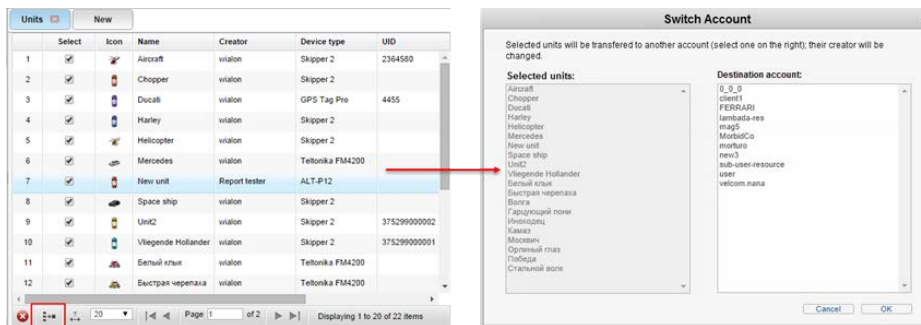 Units
New
Select Icon Name Creator Device type UID
1 Aircraft wialon Skipper 2 2364580
2 Chopper wialon Skipper 2
3 Ducati wialon GPS Tag Pro 4455
4 Harley wialon Skipper 2
5 Helicopter wialon Skipper 2
6 Mercedes wialon Teltonika FM4200
7 New unit Report tester ALT-P12
8 Space ship wialon Skipper 2
9 Unit2 wialon Skipper 2 375299000002
10 Vliegende Hollander wialon Skipper 2 375299000001
11 Белый клык wialon Teltonika FM4200
12 Быстрая черепаха wialon Teltonika FM4200
20 Page 1 of 2 Displaying 1 to 20 of 22 items
Switch Account
Selected units will be transfered to another account (select one on the right); their creator will be
changed.
Selected units:
Aircraft
Chopper
Ducati
Harley
Helicopter
Mercedes
New unit
Space ship
Unit2
Vliegende Hollander
Белый клык
Быстрая черепаха
Волга
Гарцующий пони
Иноходец
Камаз
Москвич
Орлиный глаз
Победа
Стальной волк
Destination account:
0_0_0
client1
FERRARI
lambada-res
mag5
MorbidCo
morturo
new3
sub-user-resource
user
velcom.nana
Cancel OK